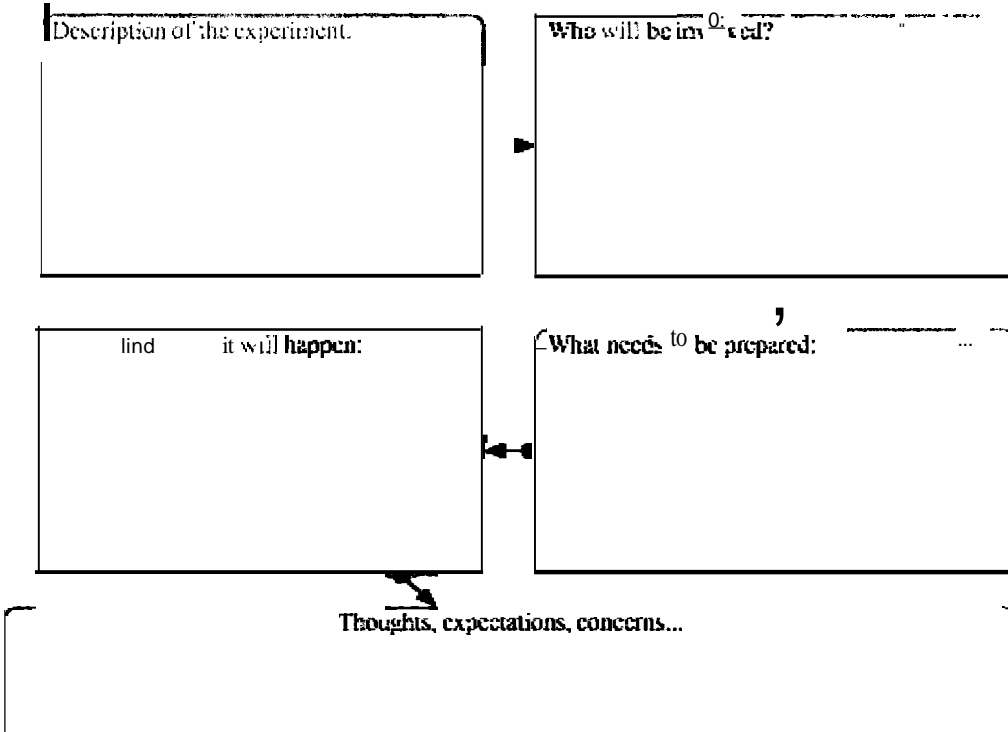 Description of the experiment.
Who will be involved?
lind it will happen:
What needs to be prepared:
Thoughts, expectations, concerns...